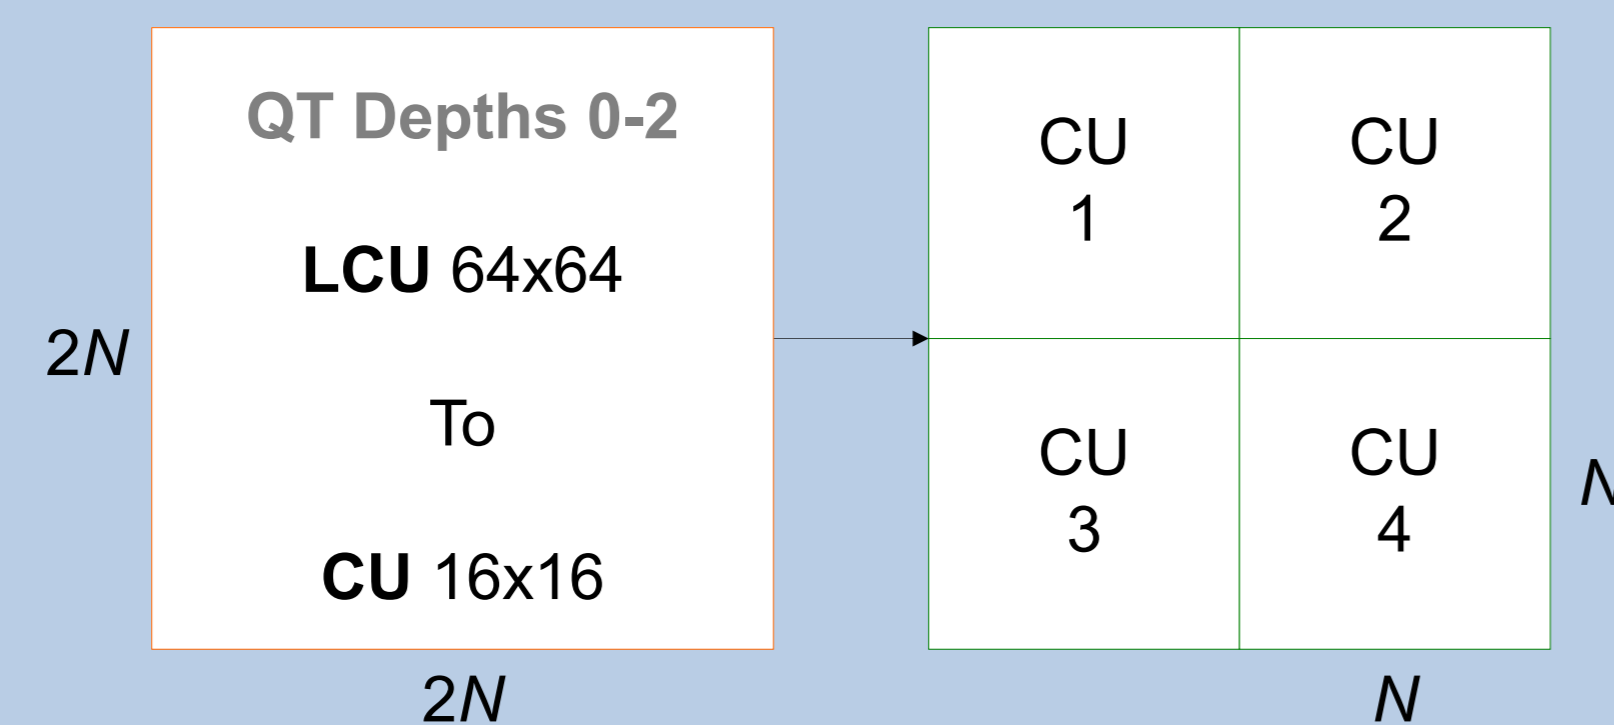 QT Depths 0-2
LCU 64x64
To
CU 16x16
2N
2N
CU
1
CU
2
CU
3
CU
4
N
N